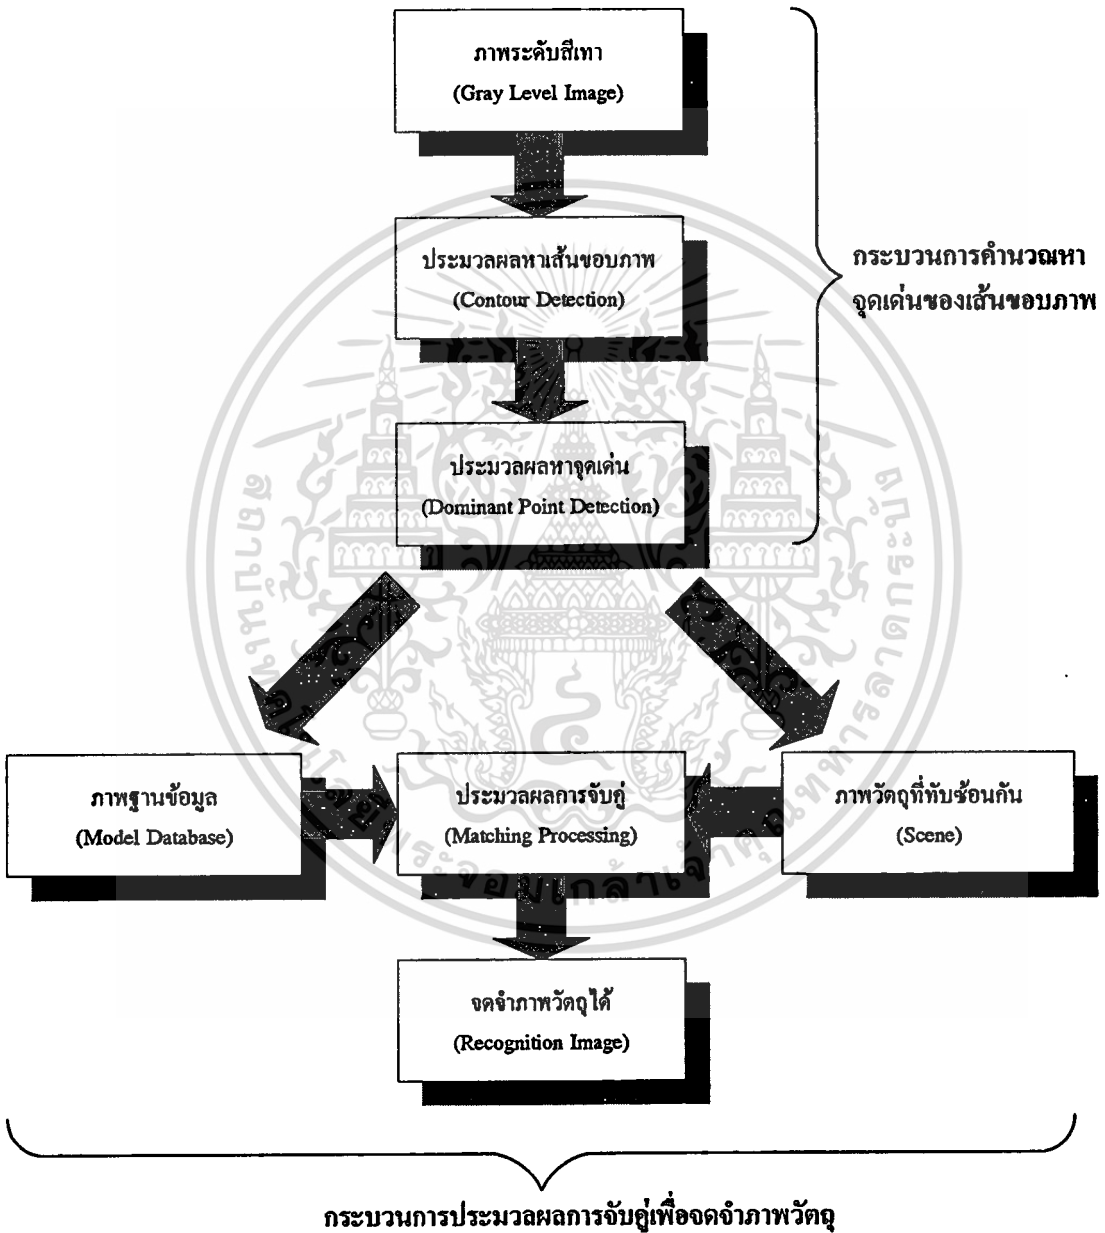 ภาพระดับสีเทา
(Gray Level Image)
ประมวลผลหาเส้นขอบภาพ
(Contour Detection)
กระบวนการคำนวณหา
จุดเด่นของเส้นขอบภาพ
ประมวลผลหาจุดเด่น
(Dominant Point Detection)
ภาพฐานข้อมูล
(Model Database)
ประมวลผลการจับคู่
(Matching Processing)
ภาพวัตถุที่ทับซ้อนกัน
(Scene)
จดจำภาพวัตถุได้
(Recognition Image)
กระบวนการประมวลผลการจับคู่เพื่อจดจำภาพวัตถุ